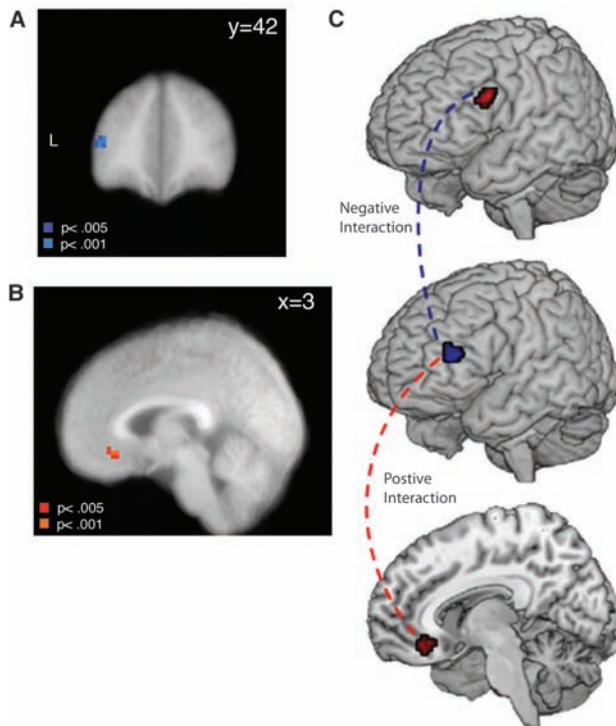 A
y=42
L
p< .005
p< .001
B
x=3
p< .005
p< .001
C
Negative
Interaction
Postive
Interaction